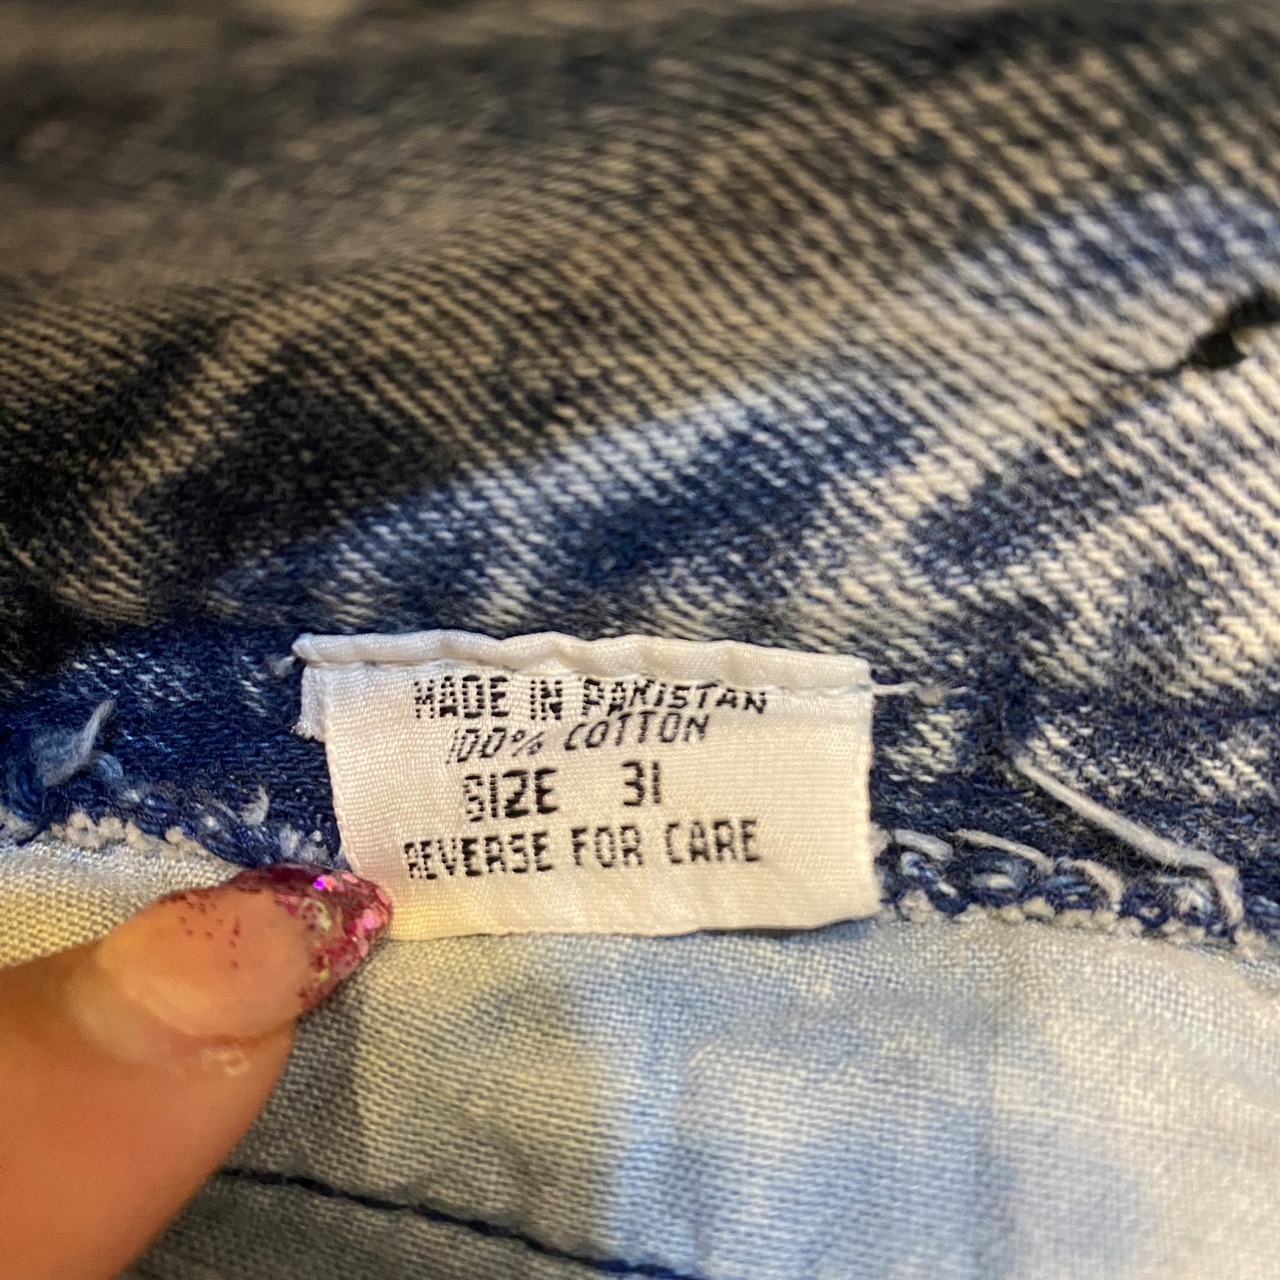 MADE IN PAKISTAN
100% COTTON
SIZE 31
REVERSE FOR CARE